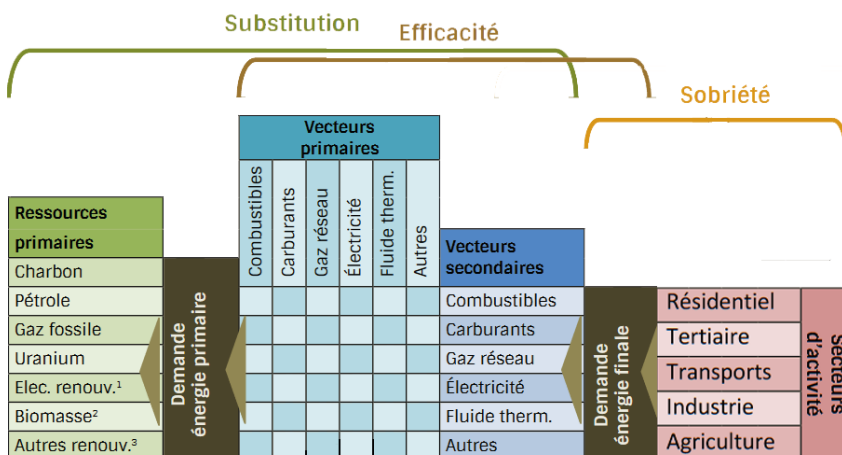 Substitution
Efficacité
Sobriété
Vecteurs
primaires
Combustibles
Carburants
Gaz réseau
Électricité
Fluide therm.
Autres
Ressources
primaires
Charbon
Pétrole
Gaz fossile
Uranium
Elec. renouv.¹
Biomasse²
Autres renouv.³
Demande
énergie primaire
Vecteurs
secondaires
Combustibles
Carburants
Gaz réseau
Électricité
Fluide therm.
Autres
Demande
énergie finale
Résidentiel
Tertiaire
Transports
Industrie
Agriculture
Secteurs
d'activité